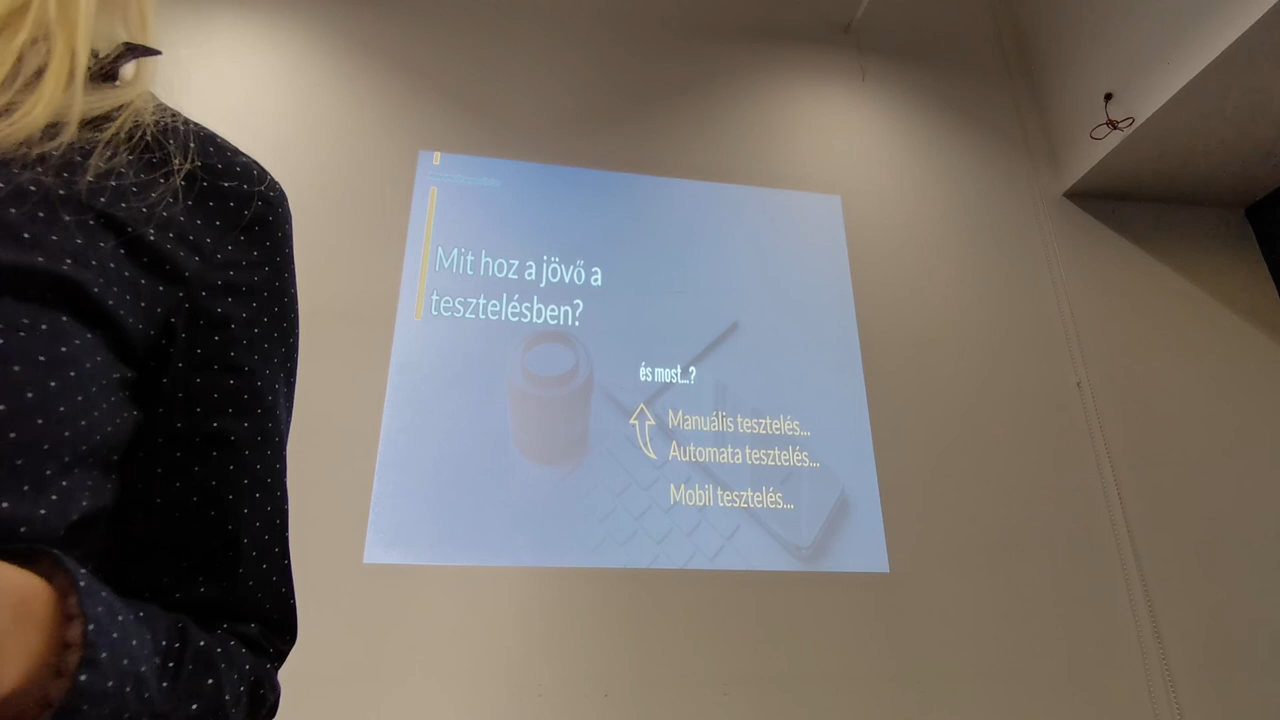 Mit hoz a jövő a
tesztelésben?
és most...?
Manuális tesztelés...
Automata tesztelés...
Mobil tesztelés...